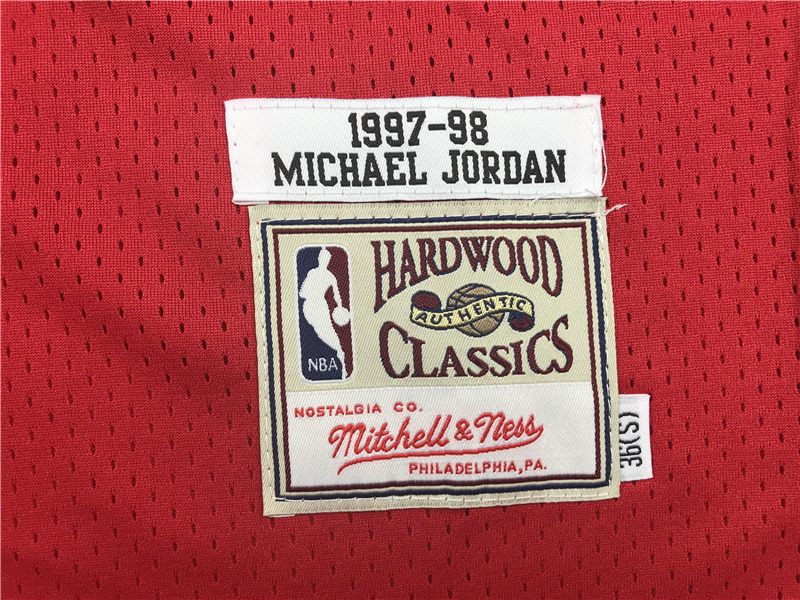 1997-98
MICHAEL JORDAN
HARDWOOD
AUTHENTIC
CLASSICS
NBA
NOSTALGIA CO.
Mitchell & Ness
PHILADELPHIA, PA.
36(S)